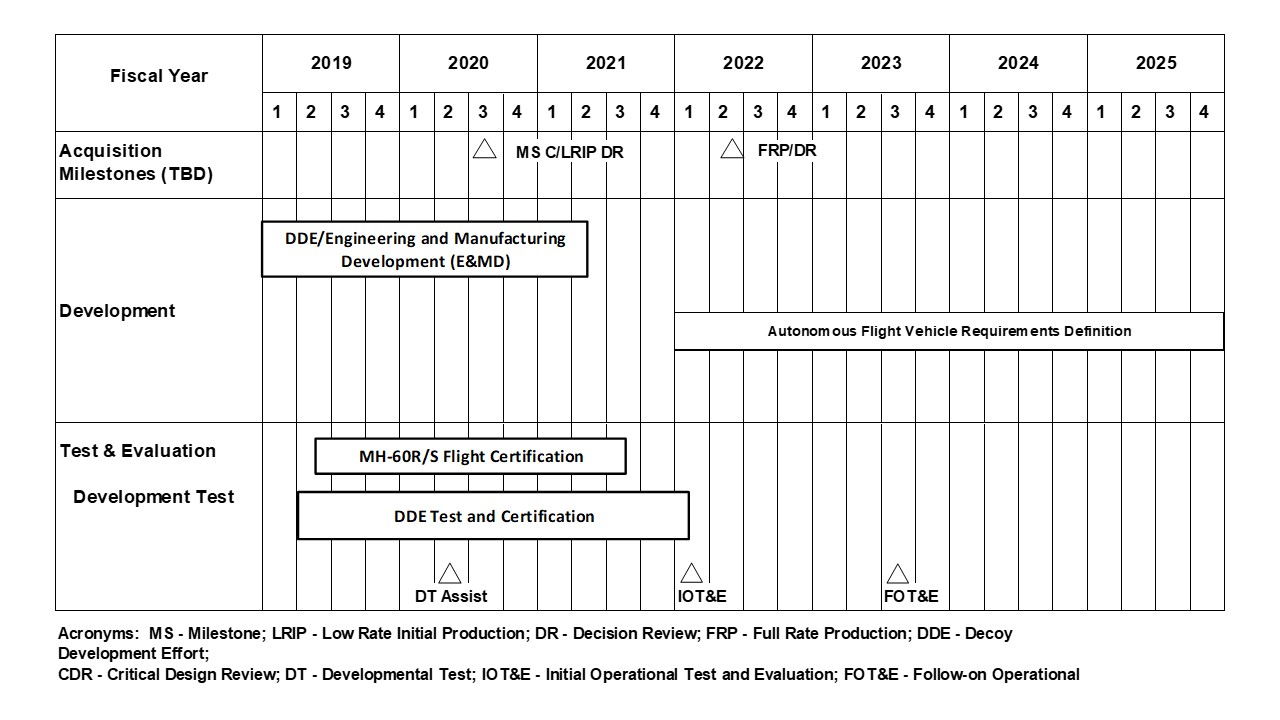 Fiscal Year
2019 2020 2021 2022 2023 2024 2025
1 2 3 4 1 2 3 4 1 2 3 4 1 2 3 4 1 2 3 4 1 2 3 4 1 2 3 4
Acquisition
Milestones (TBD)
MS C/LRIP DR
FRP/DR
DDE/Engineering and Manufacturing
Development (E&MD)
Development
Autonomous Flight Vehicle Requirements Definition
Test & Evaluation
MH-60R/S Flight Certification
Development Test
DDE Test and Certification
DT Assist
IOT&E
FOT&E
Acronyms: MS - Milestone; LRIP - Low Rate Initial Production; DR - Decision Review; FRP - Full Rate Production; DDE - Decoy
Development Effort;
CDR - Critical Design Review; DT - Developmental Test; IOT&E - Initial Operational Test and Evaluation; FOT&E - Follow-on Operational